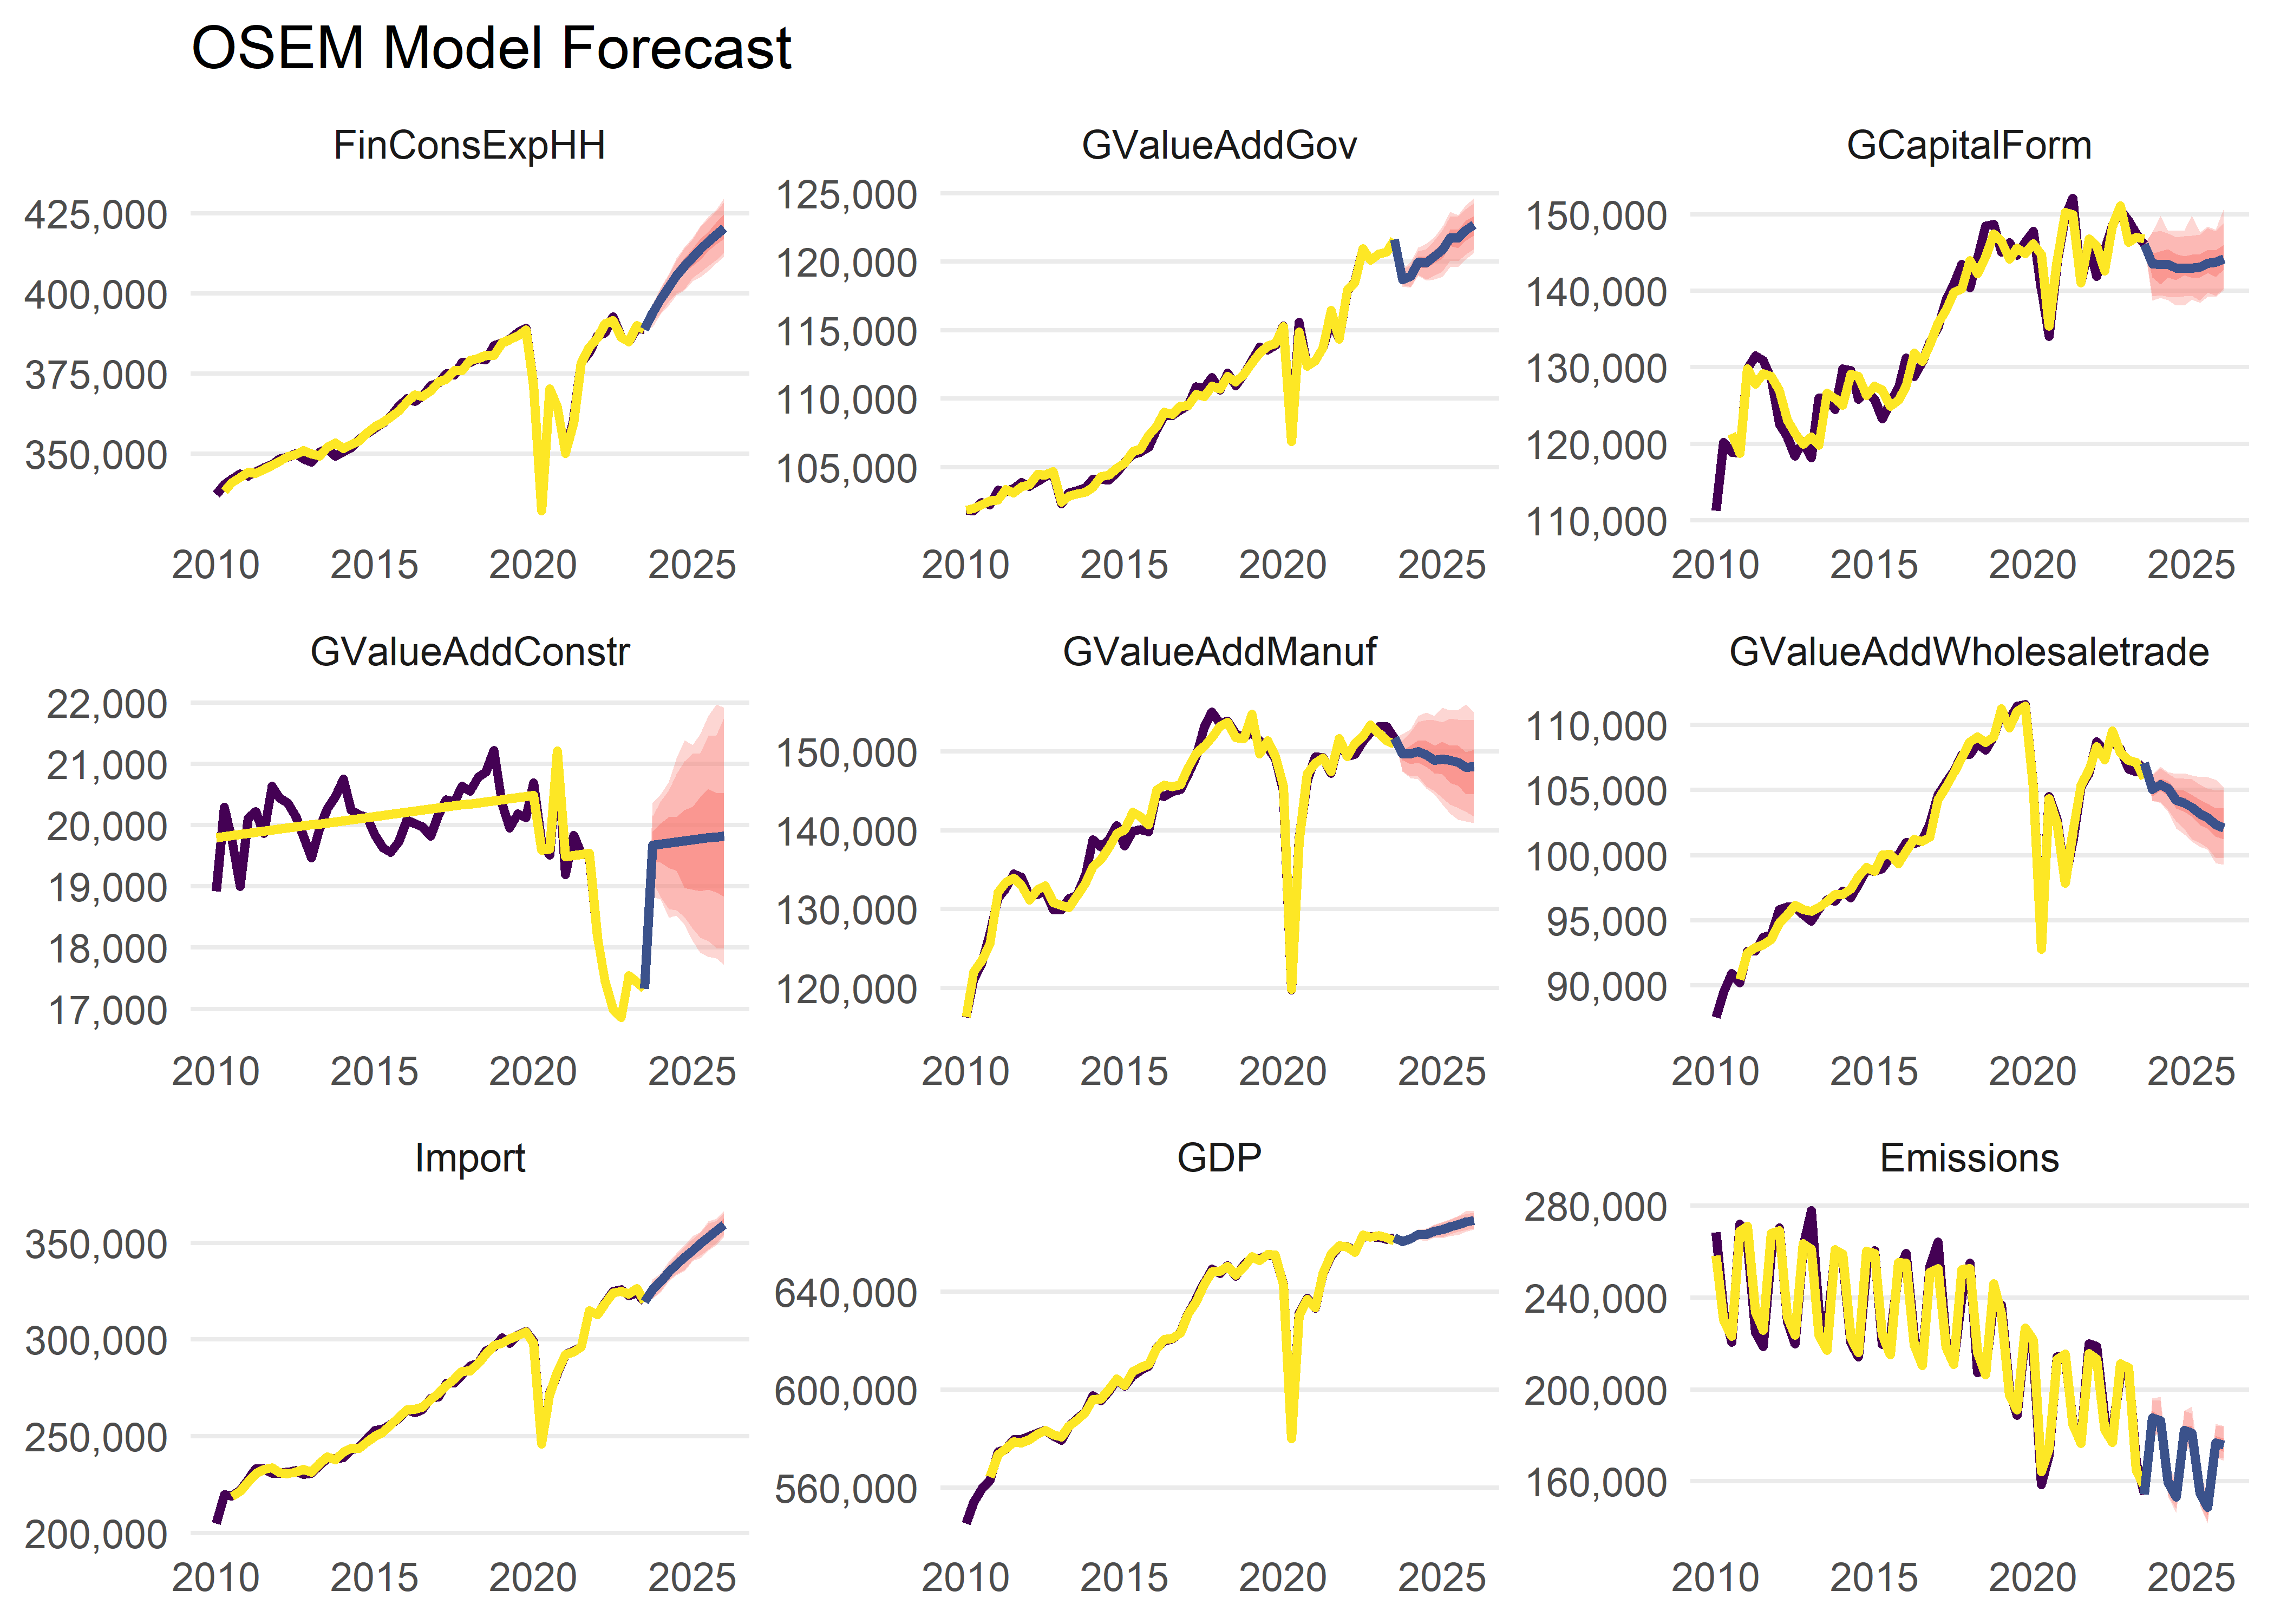 OSEM Model Forecast
FinConsExpHH
425,000
400,000
375,000
350,000
2010 2015 2020 2025
GValueAddGov
125,000
120,000
115,000
110,000
105,000
2010 2015 2020 2025
GCapitalForm
150,000
140,000
130,000
120,000
110,000
2010 2015 2020 2025
GValueAddConstr
22,000
21,000
20,000
19,000
18,000
17,000
2010 2015 2020 2025
GValueAddManuf
150,000
140,000
130,000
120,000
2010 2015 2020 2025
GValueAddWholesaletrade
110,000
105,000
100,000
95,000
90,000
2010 2015 2020 2025
Import
350,000
300,000
250,000
200,000
2010 2015 2020 2025
GDP
640,000
600,000
560,000
2010 2015 2020 2025
Emissions
280,000
240,000
200,000
160,000
2010 2015 2020 2025